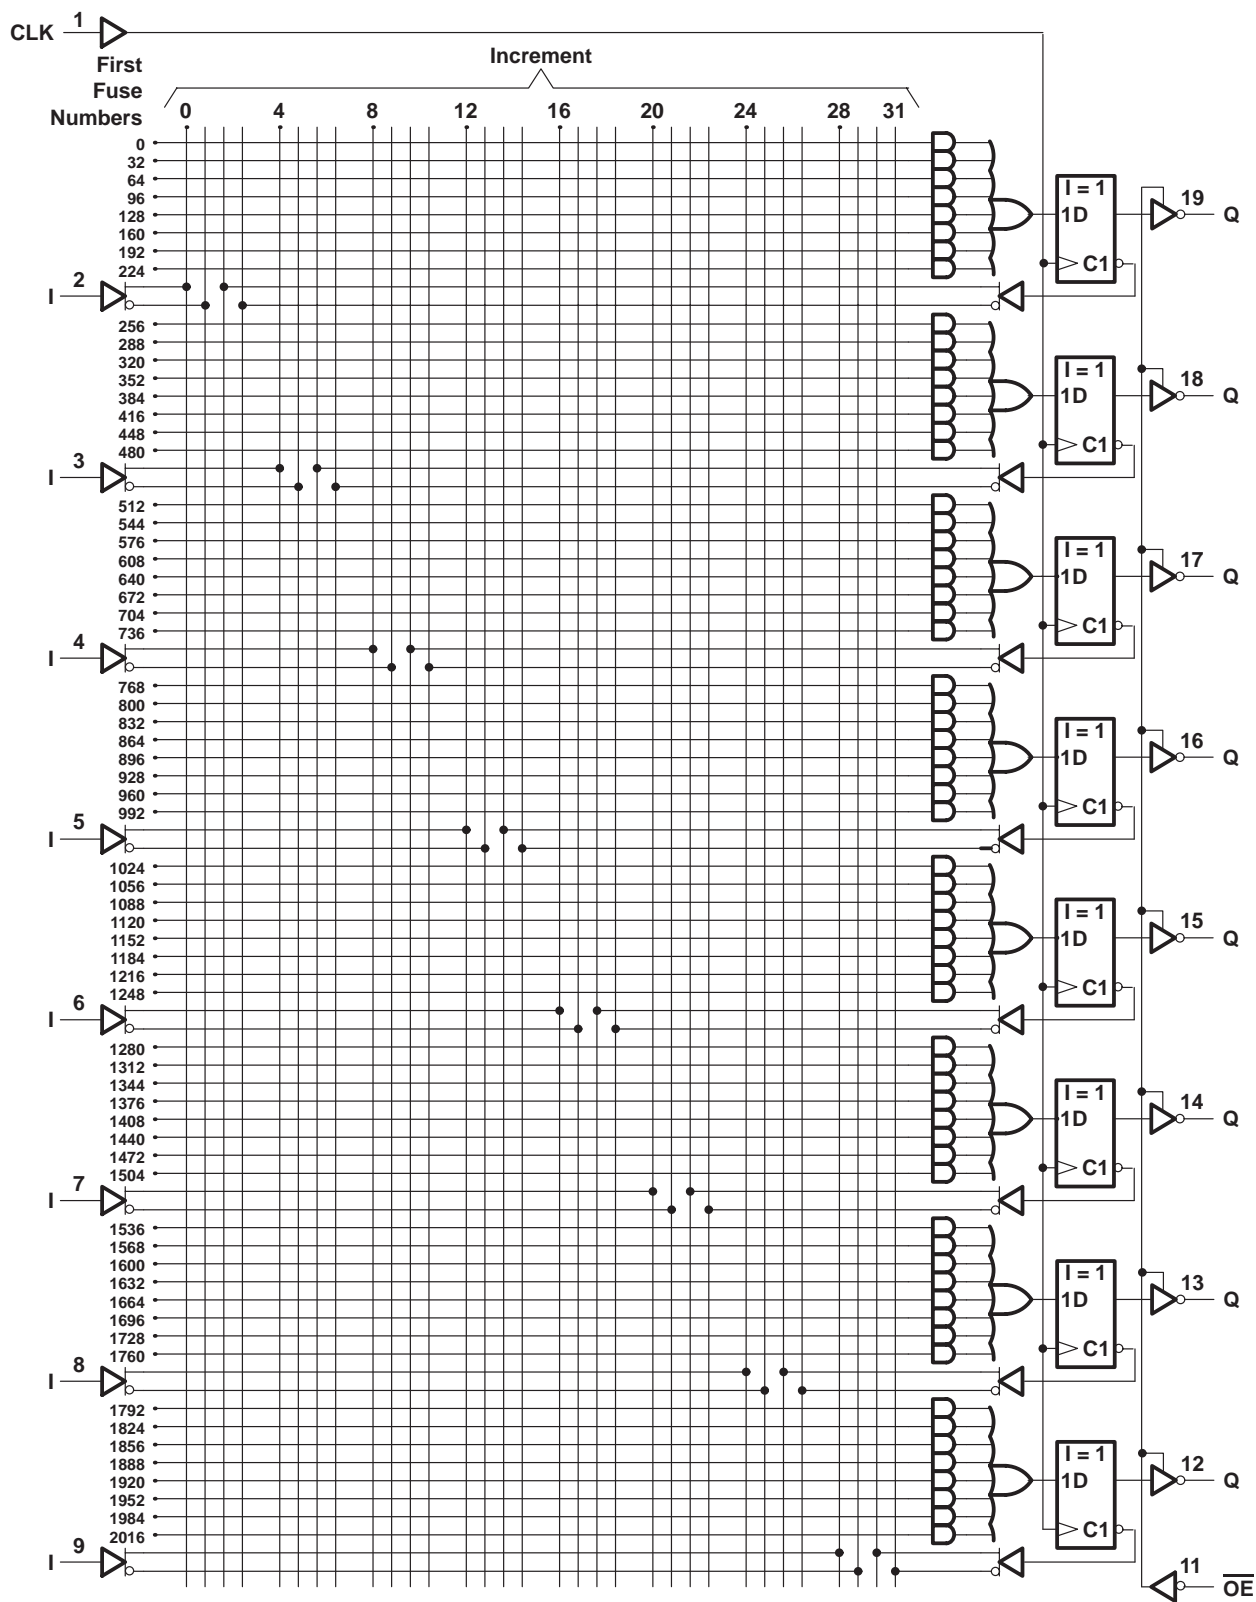 CLK 1
First
Fuse
Numbers
Increment
0 4 8 12 16 20 24 28 31
0
32
64
96
128
160
192
224
I = 1
1D
C1
19 Q
I 2
256
288
320
352
384
416
448
480
I = 1
1D
C1
18 Q
I 3
512
544
576
608
640
672
704
736
I = 1
1D
C1
17 Q
I 4
768
800
832
864
896
928
960
992
I = 1
1D
C1
16 Q
I 5
1024
1056
1088
1120
1152
1184
1216
1248
I = 1
1D
C1
15 Q
I 6
1280
1312
1344
1376
1408
1440
1472
1504
I = 1
1D
C1
14 Q
I 7
1536
1568
1600
1632
1664
1696
1728
1760
I = 1
1D
C1
13 Q
I 8
1792
1824
1856
1888
1920
1952
1984
2016
I = 1
1D
C1
12 Q
I 9
11 OE